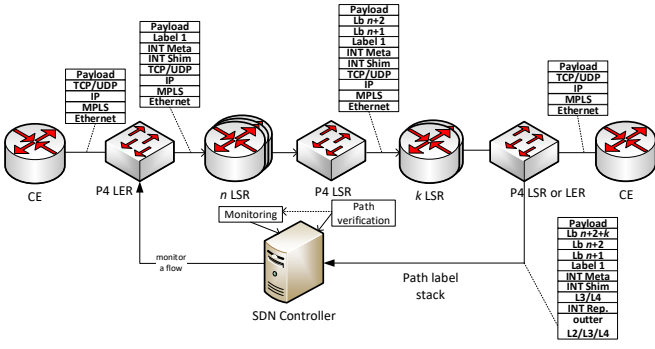 Payload
TCP/UDP
IP
MPLS
Ethernet
Payload
Label 1
INT Meta
INT Shim
TCP/UDP
IP
MPLS
Ethernet
Payload
Lb n+2
Lb n+1
Label 1
INT Meta
INT Shim
TCP/UDP
IP
MPLS
Ethernet
Payload
TCP/UDP
IP
MPLS
Ethernet
CE
P4 LER
n LSR
P4 LSR
k LSR
P4 LSR or LER
CE
Monitoring
Path
verification
monitor
a flow
SDN Controller
Path label
stack
Payload
Lb n+2+k
Lb n+2
Lb n+1
Label 1
INT Meta
INT Shim
L3/L4
INT Rep.
outter
L2/L3/L4